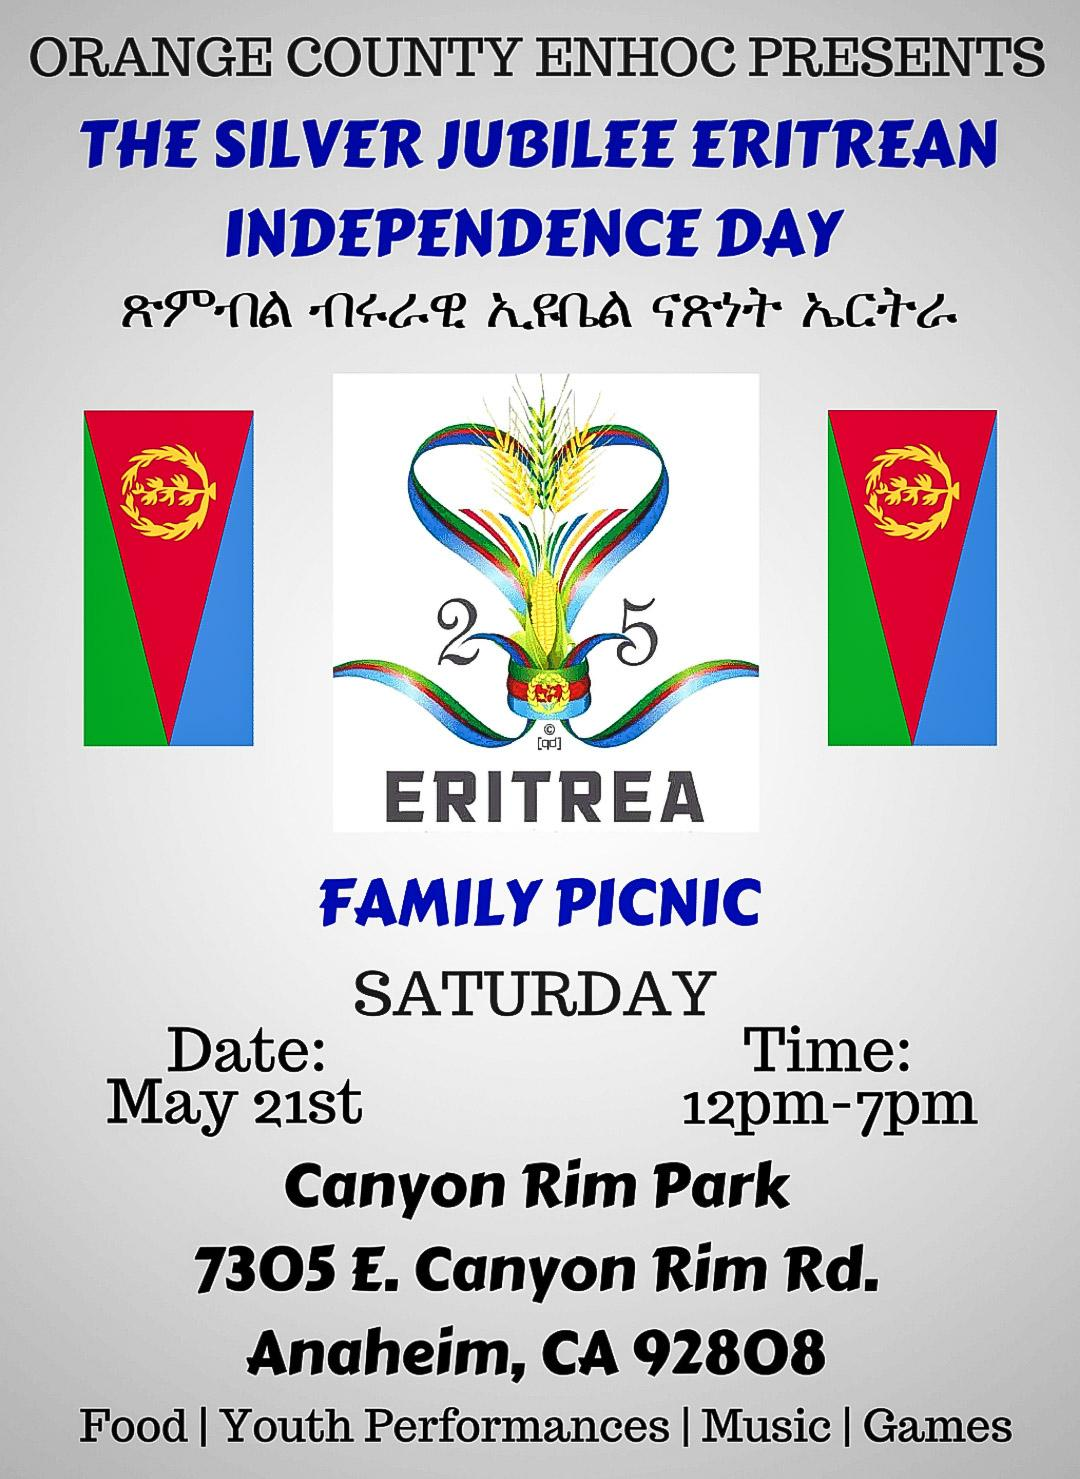 ORANGE COUNTY ENHOC PRESENTS
THE SILVER JUBILEE ERITREAN
INDEPENDENCE DAY
ጽምብል ብሩራዊ ኢዩቤል ናጽነት ኤርትራ
2 5
©
[qd]
ERITREA
FAMILY PICNIC
SATURDAY
Date: Time:
May 21st 12pm-7pm
Canyon Rim Park
7305 E. Canyon Rim Rd.
Anaheim, CA 92808
Food | Youth Performances | Music | Games